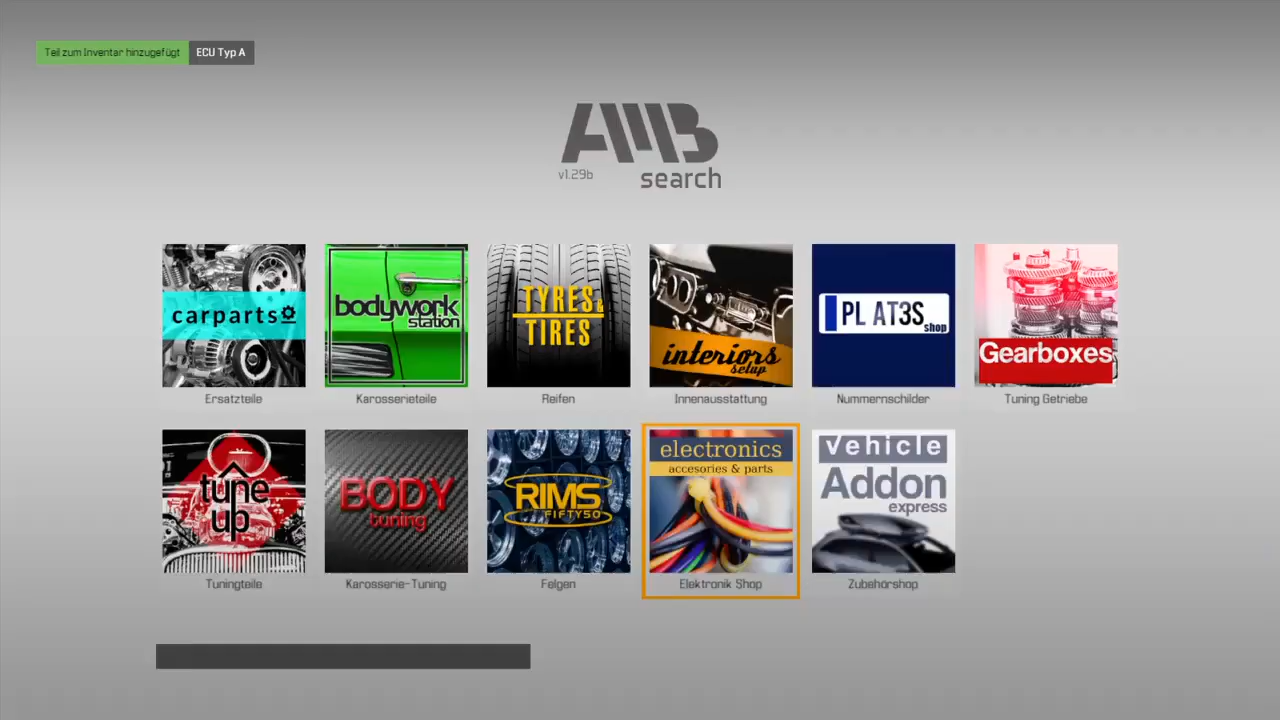 Teil zum Inventar hinzugefügt ECU Typ A
AMB
v1.29b search
carparts
bodywork
station
TYRES&
TIRES
interiors
setup
PL AT3S
shop
Gearboxes
Ersatzteile Karosserieteile Reifen Innenausstattung Nummernschilder Tuning Getriebe
tune
up
BODY
tuning
RIMS
FIFTY50
electronics
accesories & parts
vehicle
Addon
express
Tuningteile Karosserie-Tuning Felgen Elektronik Shop Zubehörshop